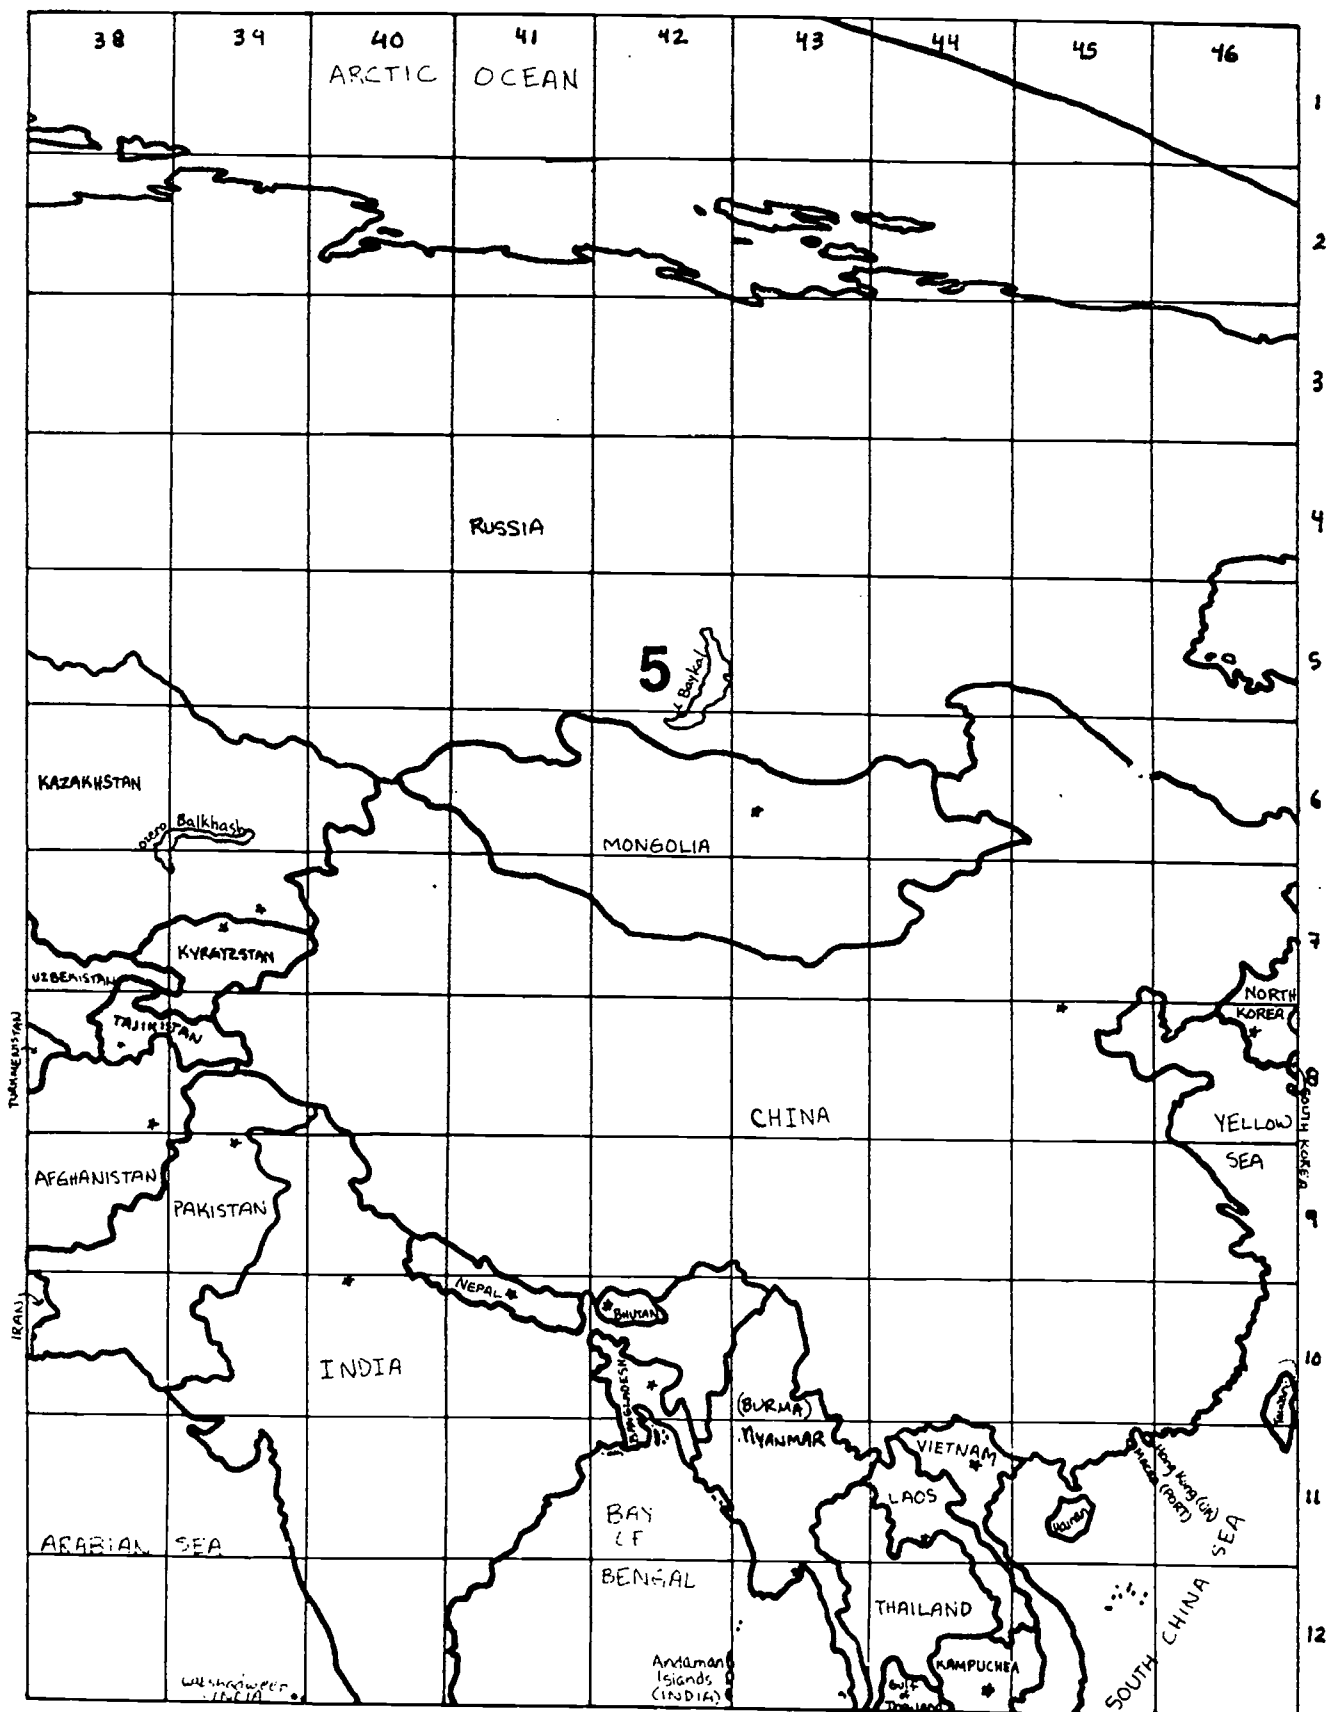 38 39 40 41 42 43 44 45 46
ARCTIC OCEAN
1
2
3
RUSSIA
4
5
L Baykal
5
KAZAKHSTAN
6
Ozero Balkhash
MONGOLIA
KYRGYZSTAN
7
UZBEKISTAN
NORTH
KOREA
TAJIKISTAN
TURKMENISTAN
8
SOUTH KOREA
CHINA
YELLOW
SEA
AFGHANISTAN
PAKISTAN
9
NEPAL
BHUTAN
IRAN
INDIA
10
BANGLADESH
Taiwan
(BURMA)
MYANMAR
VIETNAM
Hong Kong (UK)
Macao (PORT)
LAOS
11
Hainan
BAY
OF
BENGAL
ARABIAN SEA
SOUTH CHINA SEA
THAILAND
12
KAMPUCHEA
Andaman
Islands
(INDIA)
Gulf
of
Thailand
INDIA